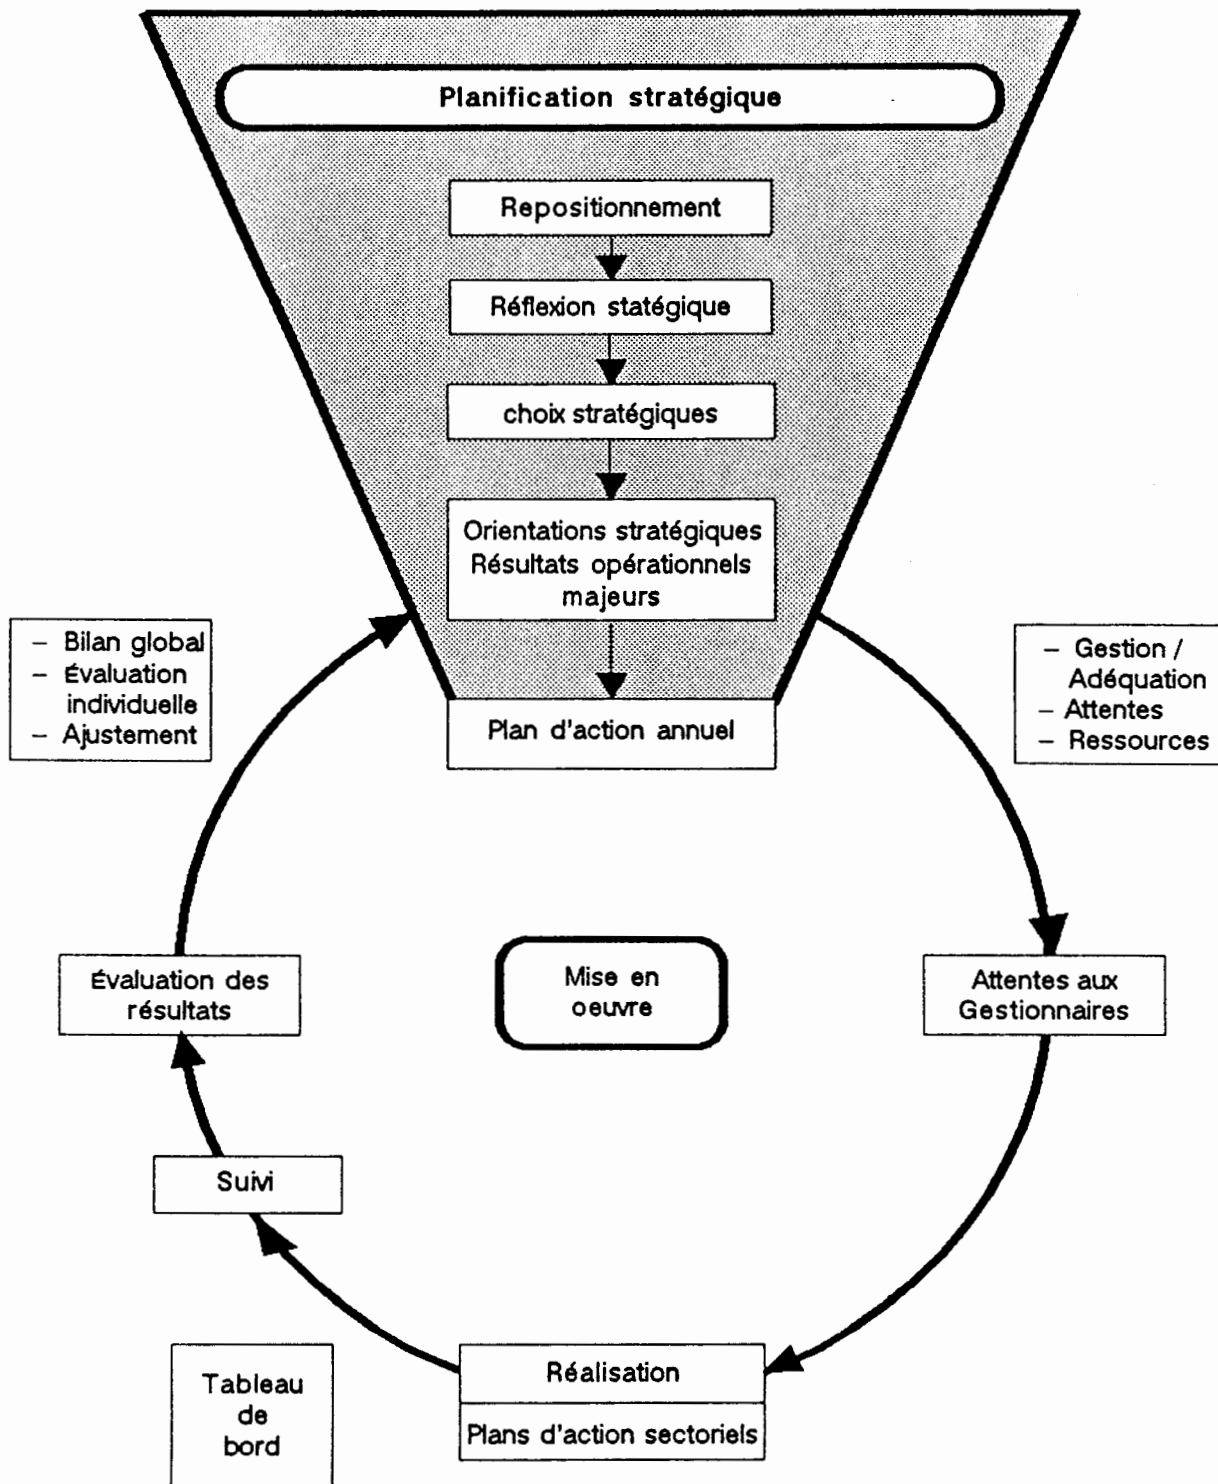 Planification stratégique
Repositionnement
Réflexion statégique
choix stratégiques
Orientations stratégiques
Résultats opérationnels
majeurs
Plan d'action annuel
– Bilan global
– Évaluation
individuelle
– Ajustement
– Gestion /
Adéquation
– Attentes
– Ressources
Évaluation des
résultats
Mise en
oeuvre
Attentes aux
Gestionnaires
Suivi
Réalisation
Plans d'action sectoriels
Tableau
de
bord